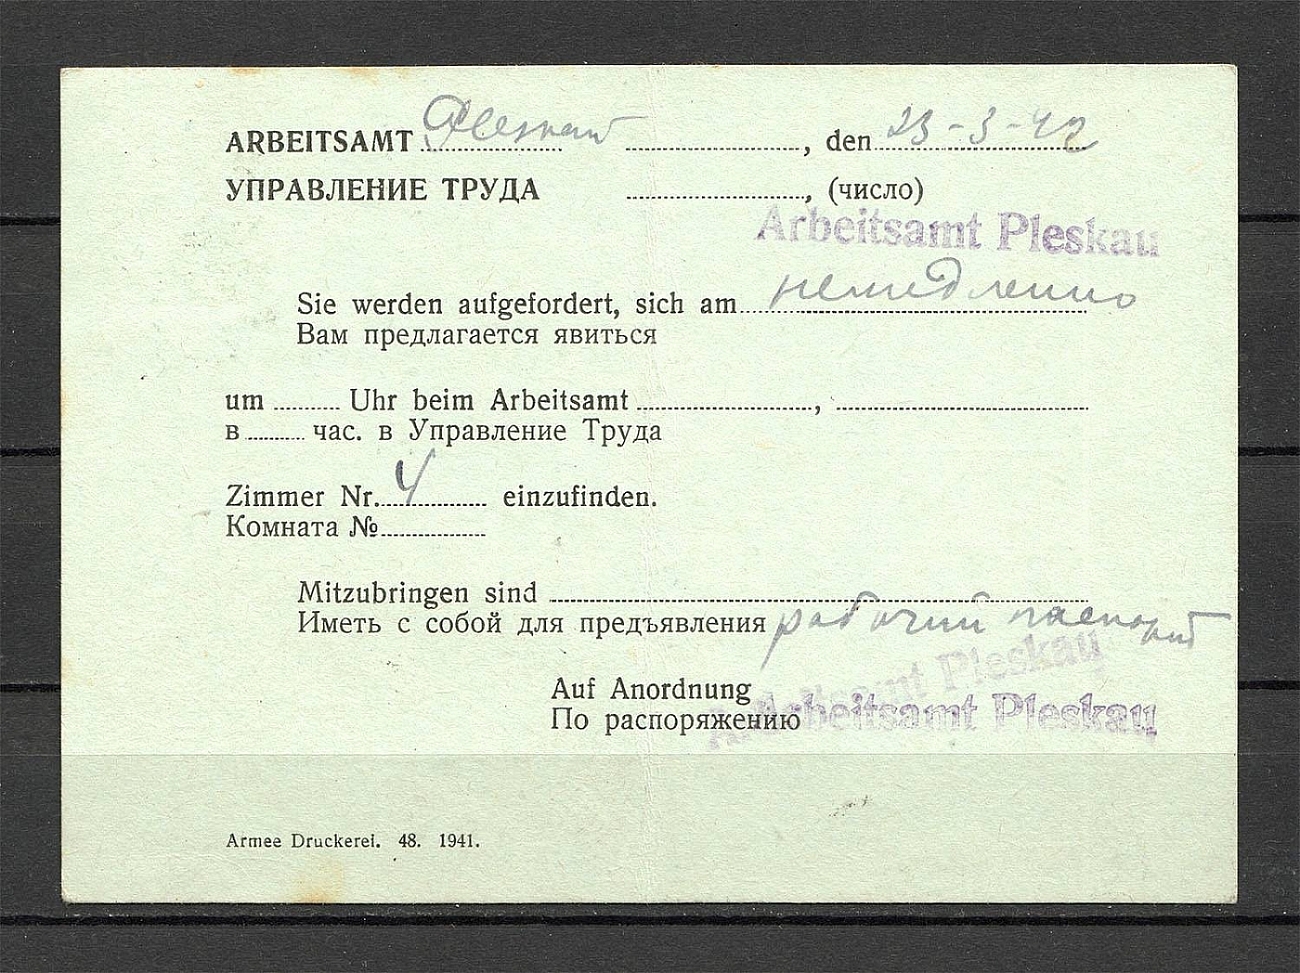 ARBEITSAMT Pleskau ...................., den 23-3-42
УПРАВЛЕНИЕ ТРУДА ...................., (число)
Arbeitsamt Pleskau
Sie werden aufgefordert, sich am немедленно
Вам предлагается явиться
um ......... Uhr beim Arbeitsamt ...................., ..............................
в ......... час. в Управление Труда
Zimmer Nr. 4 einzufinden.
Комната № ...............
Mitzubringen sind ............................................................
Иметь с собой для предъявления рабочий паспорт
Arbeitsamt Pleskau
Auf Anordnung
По распоряжению Arbeitsamt Pleskau
Armee Druckerei. 48. 1941.